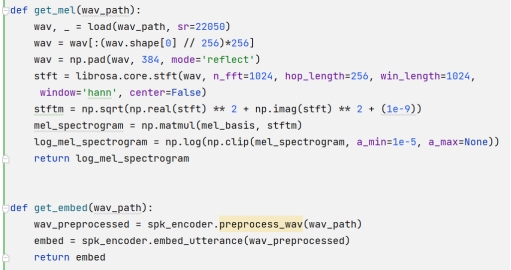 def get_mel(wav_path):
    wav, _ = load(wav_path, sr=22050)
    wav = wav[:(wav.shape[0] // 256)*256]
    wav = np.pad(wav, 384, mode='reflect')
    stft = librosa.core.stft(wav, n_fft=1024, hop_length=256, win_length=1024,
     window='hann', center=False)
    stftm = np.sqrt(np.real(stft) ** 2 + np.imag(stft) ** 2 + (1e-9))
    mel_spectrogram = np.matmul(mel_basis, stftm)
    log_mel_spectrogram = np.log(np.clip(mel_spectrogram, a_min=1e-5, a_max=None))
    return log_mel_spectrogram

def get_embed(wav_path):
    wav_preprocessed = spk_encoder.preprocess_wav(wav_path)
    embed = spk_encoder.embed_utterance(wav_preprocessed)
    return embed